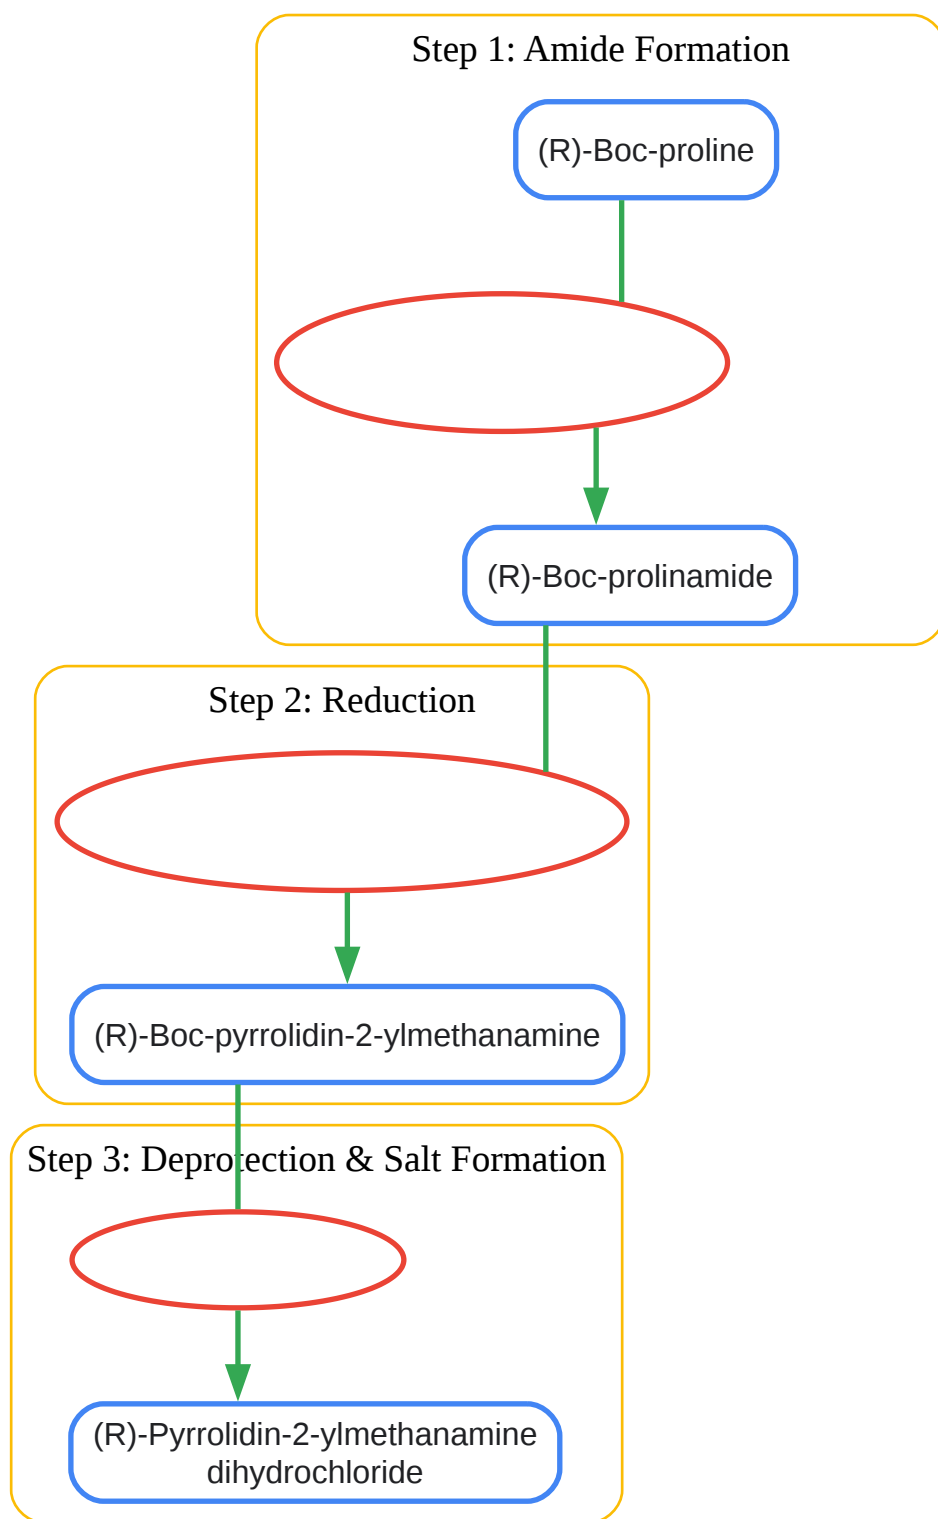 Step 1: Amide Formation
(R)-Boc-proline
(R)-Boc-prolinamide
Step 2: Reduction
(R)-Boc-pyrrolidin-2-ylmethanamine
Step 3: Deprotection & Salt Formation
(R)-Pyrrolidin-2-ylmethanamine
dihydrochloride